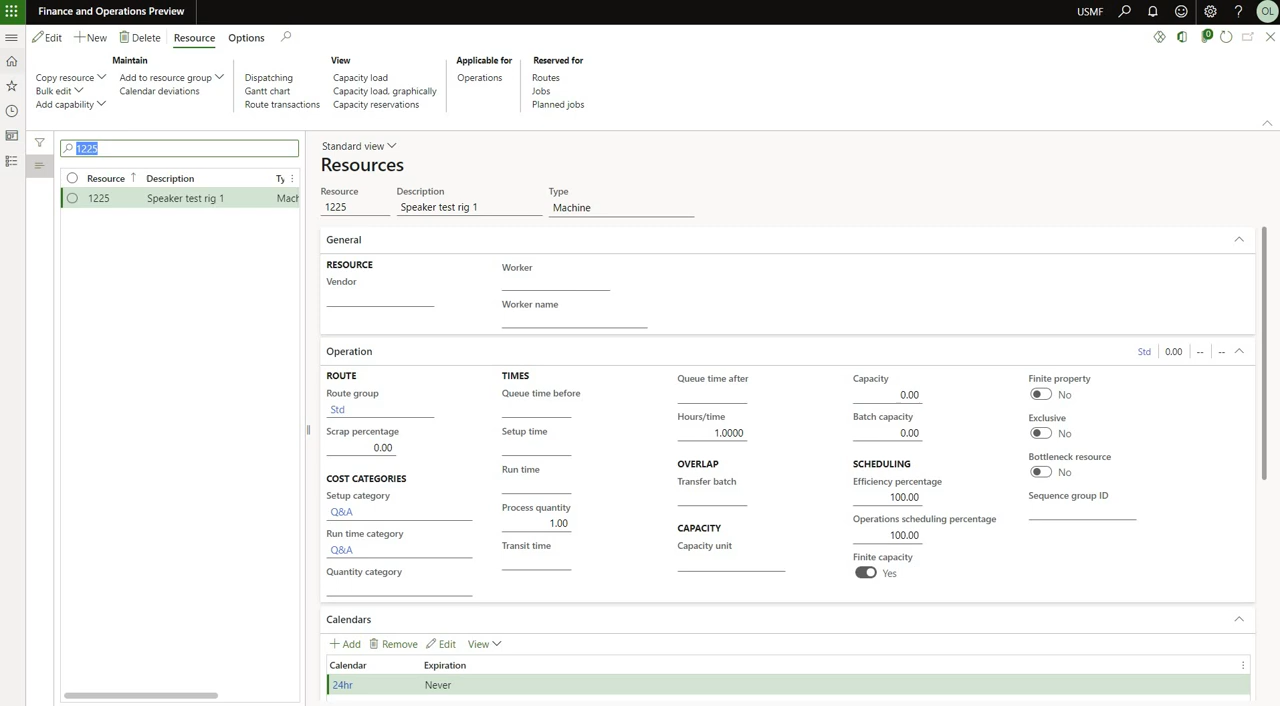 Finance and Operations Preview
USMF
OL
Edit New Delete Resource Options
0
Maintain
Copy resource Add to resource group
Bulk edit Calendar deviations
Add capability
Dispatching
Gantt chart
Route transactions
View
Capacity load
Capacity load, graphically
Capacity reservations
Applicable for
Operations
Reserved for
Routes
Jobs
Planned jobs
1225
Resource Description Ty
1225 Speaker test rig 1 Mach
Standard view
Resources
Resource Description Type
1225 Speaker test rig 1 Machine
General
RESOURCE
Vendor
Worker
Worker name
Operation Std 0.00 -- --
ROUTE
Route group
Std
Scrap percentage
0.00
COST CATEGORIES
Setup category
Q&A
Run time category
Q&A
Quantity category
TIMES
Queue time before
Setup time
Run time
Process quantity
1.00
Transit time
Queue time after
Hours/time
1.0000
OVERLAP
Transfer batch
CAPACITY
Capacity unit
Capacity
0.00
Batch capacity
0.00
SCHEDULING
Efficiency percentage
100.00
Operations scheduling percentage
100.00
Finite capacity
Yes
Finite property
No
Exclusive
No
Bottleneck resource
No
Sequence group ID
Calendars
Add Remove Edit View
Calendar Expiration
24hr Never